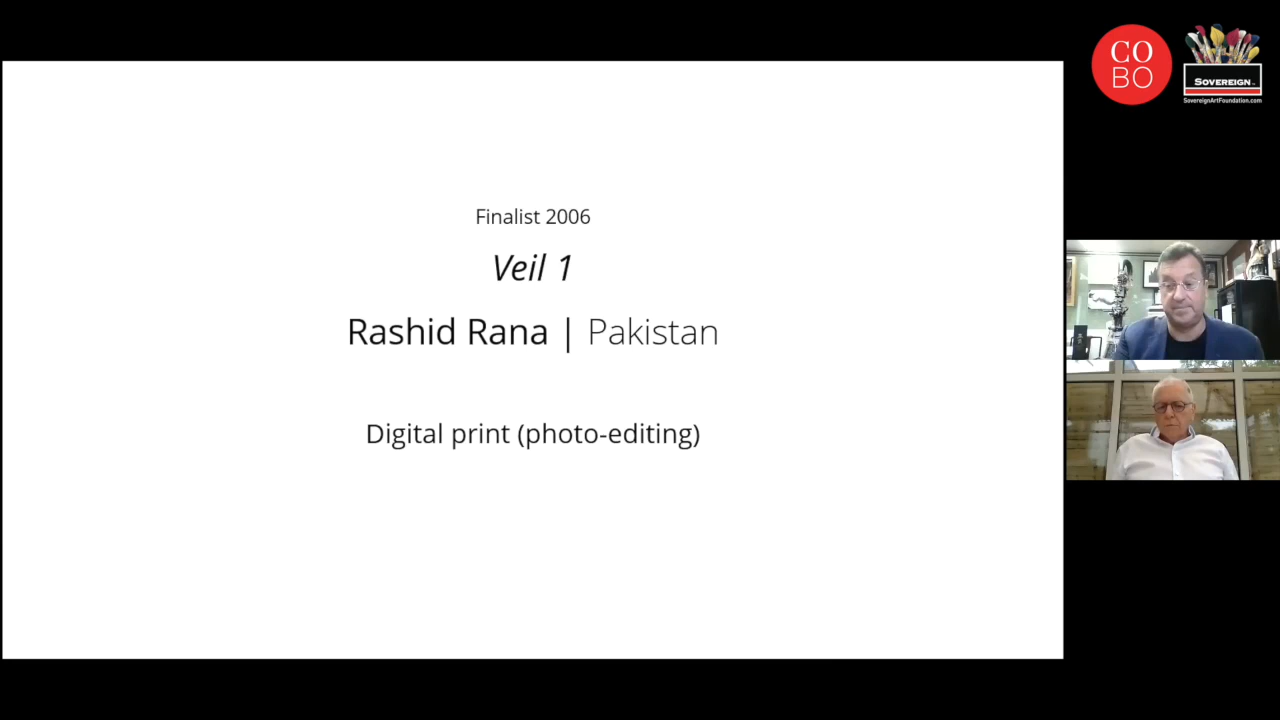 Finalist 2006
Veil 1
Rashid Rana | Pakistan
Digital print (photo-editing)
CO
BO
SOVEREIGN
SovereignArtFoundation.com